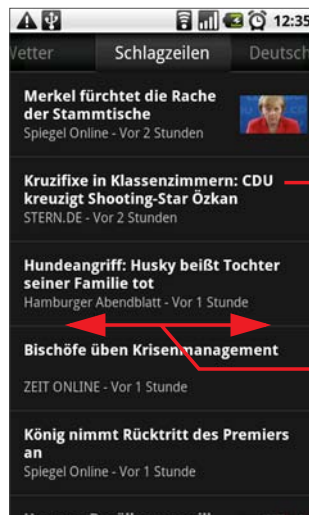 12:35
Wetter Schlagzeilen Deutsch
Merkel fürchtet die Rache
der Stammtische
Spiegel Online - Vor 2 Stunden
Kruzifixe in Klassenzimmern: CDU
kreuzigt Shooting-Star Özkan
STERN.DE - Vor 2 Stunden
Hundeangriff: Husky beißt Tochter
seiner Familie tot
Hamburger Abendblatt - Vor 1 Stunde
Bischöfe üben Krisenmanagement
ZEIT ONLINE - Vor 1 Stunde
König nimmt Rücktritt des Premiers
an
Spiegel Online - Vor 1 Stunde